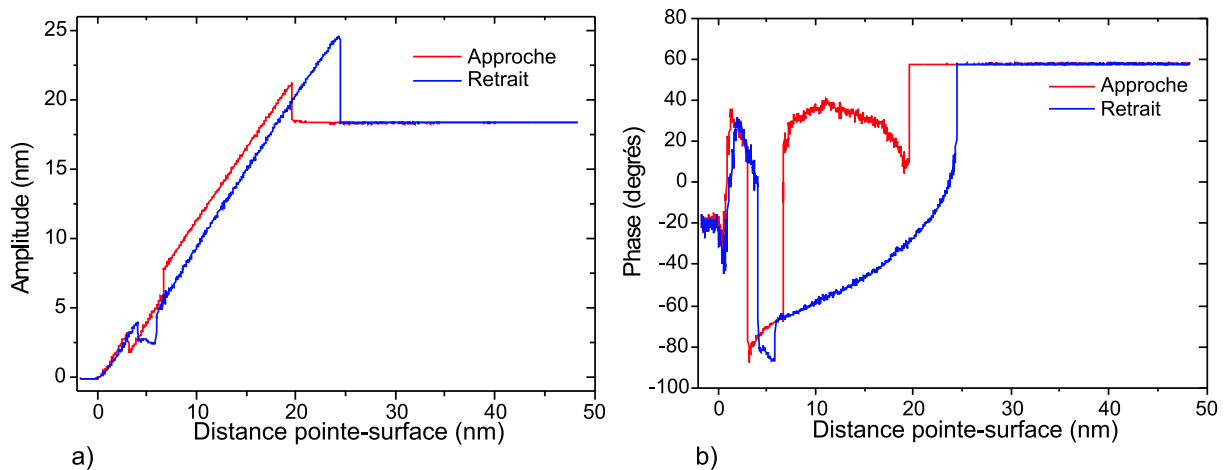 25
20
15
10
5
0
Amplitude (nm)
Approche
Retrait
0
10
20
30
40
50
Distance pointe-surface (nm)
a)
80
60
40
20
0
-20
-40
-60
-80
-100
Phase (degrés)
Approche
Retrait
0
10
20
30
40
50
Distance pointe-surface (nm)
b)